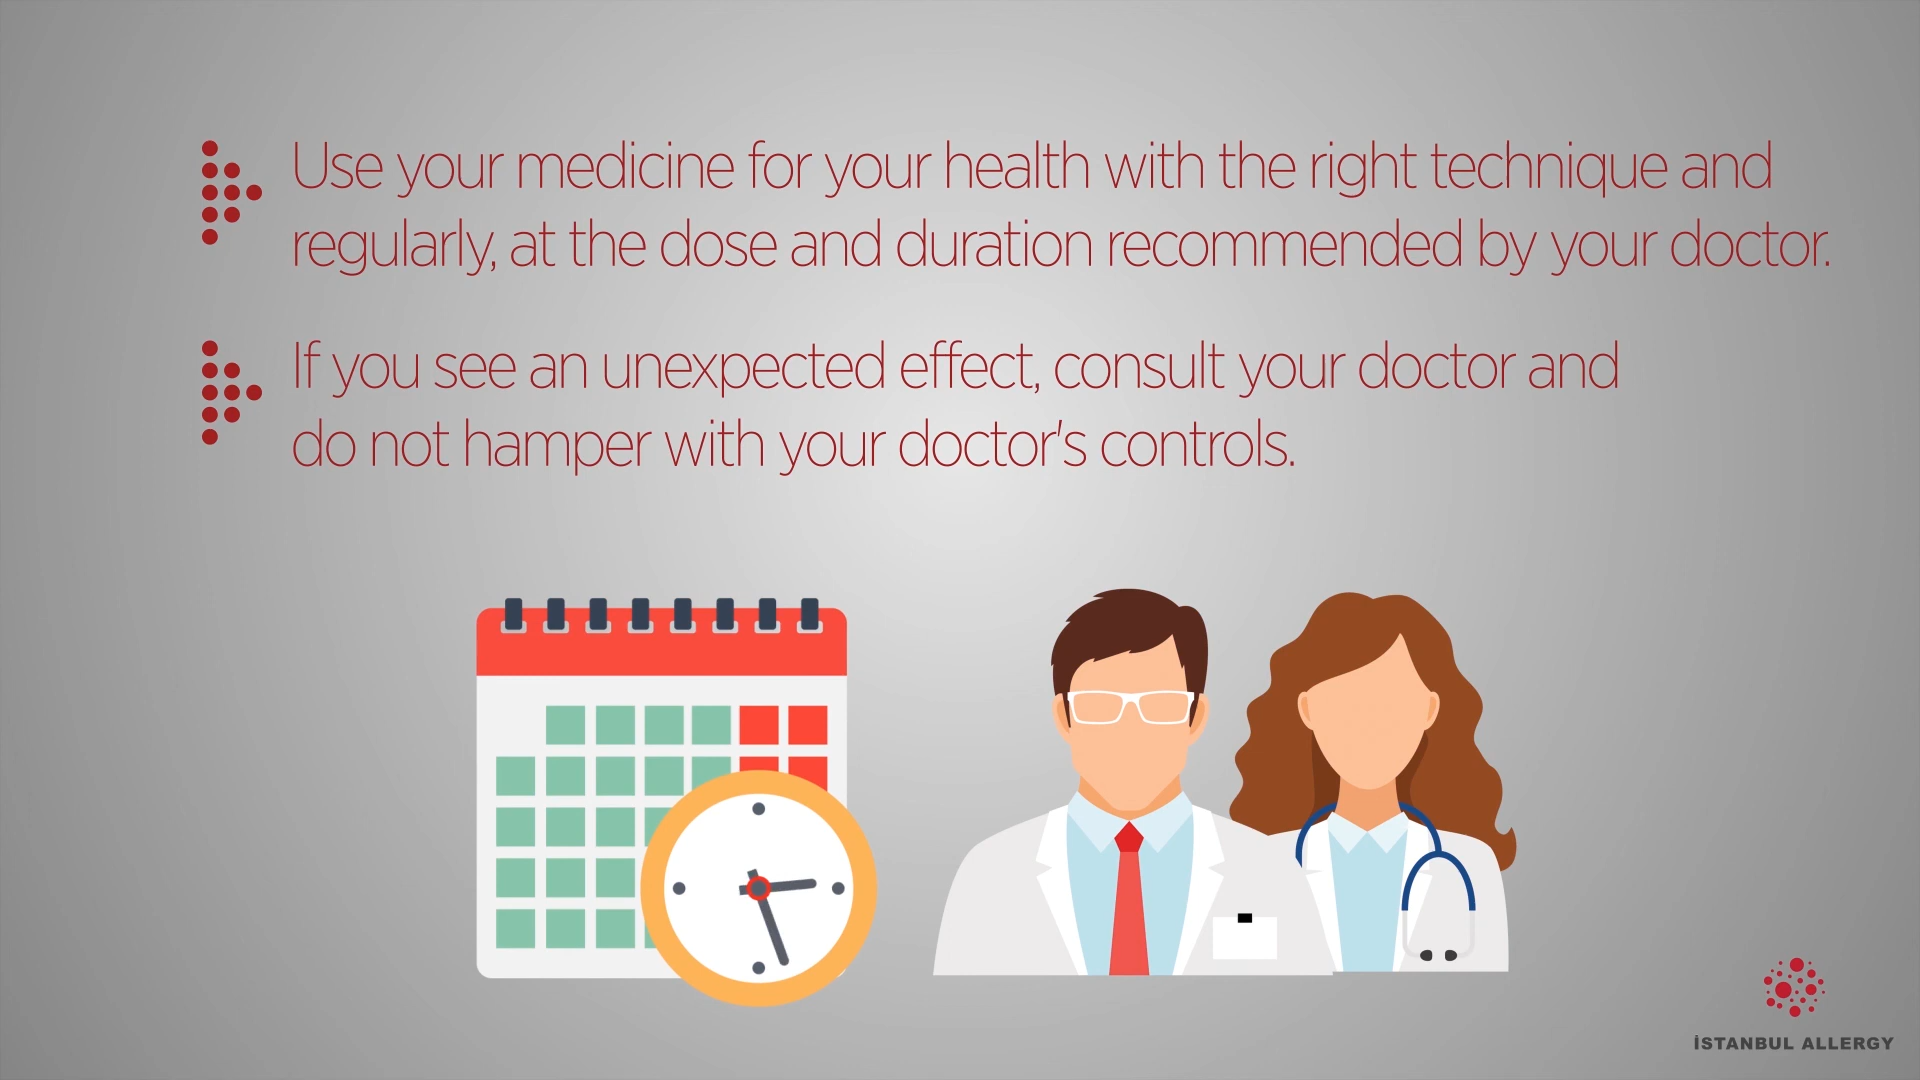 Use your medicine for your health with the right technique and
regularly, at the dose and duration recommended by your doctor.
If you see an unexpected effect, consult your doctor and
do not hamper with your doctor's controls.
İSTANBUL ALLERGY